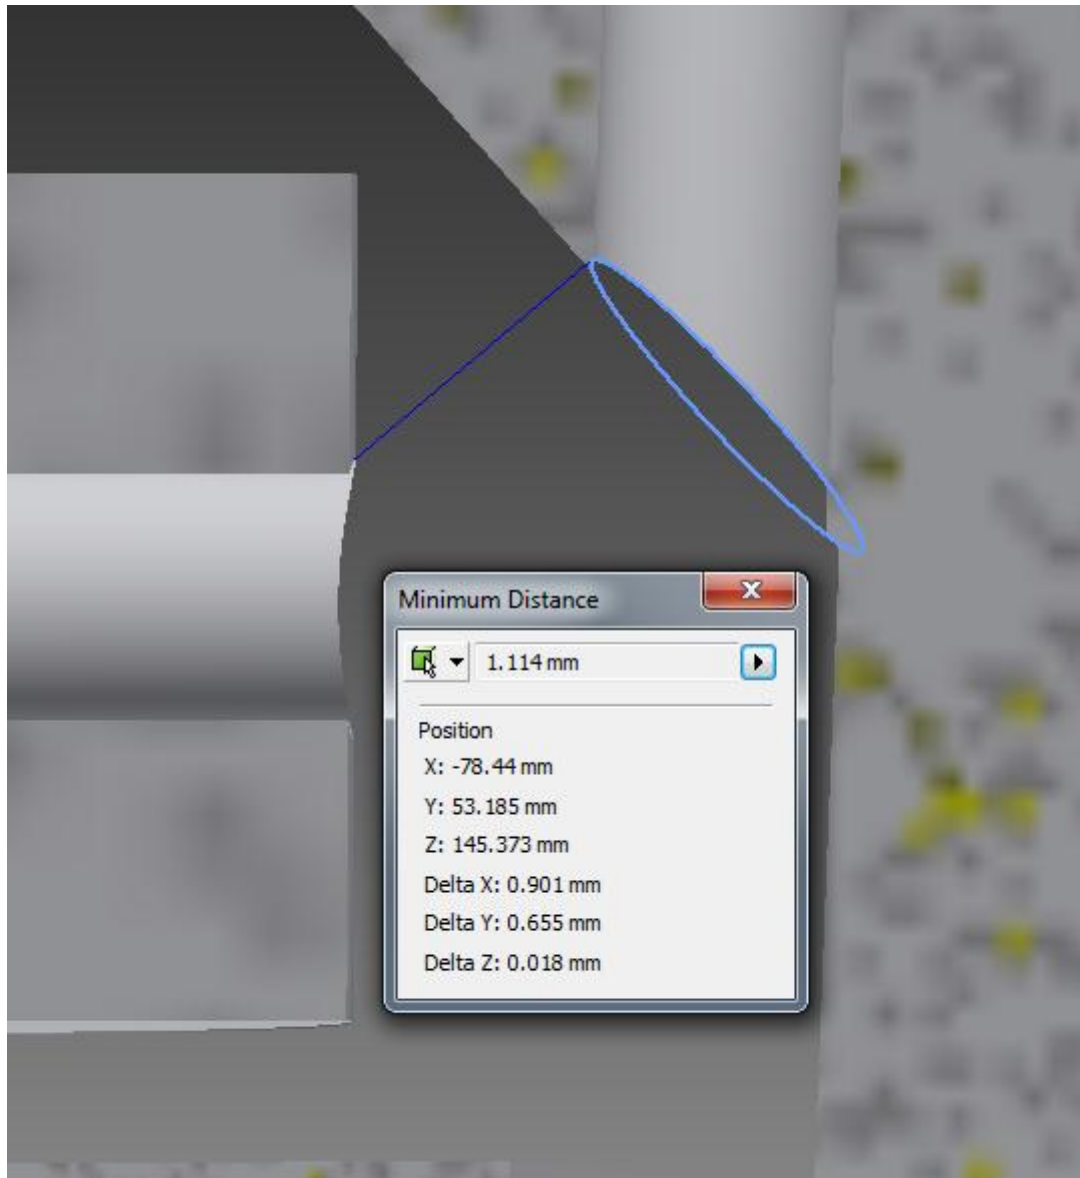 Minimum Distance
1.114 mm
Position
X: -78.44 mm
Y: 53.185 mm
Z: 145.373 mm
Delta X: 0.901 mm
Delta Y: 0.655 mm
Delta Z: 0.018 mm